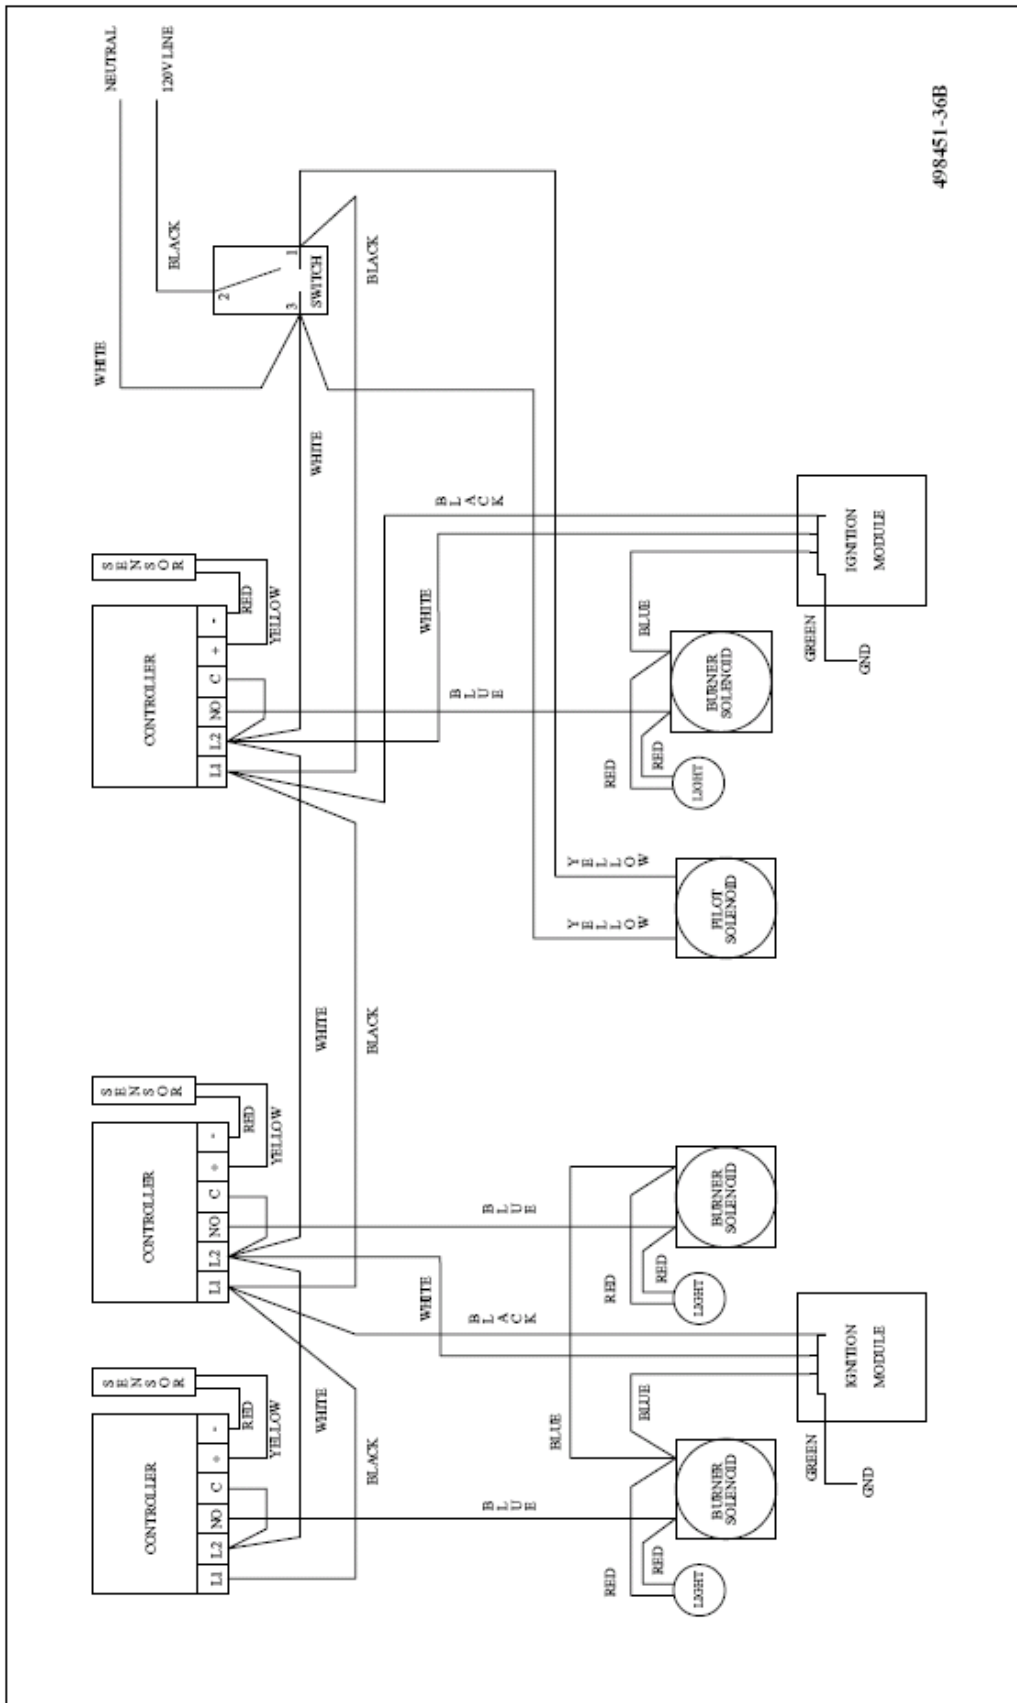 CONTROLLER
L1 L2 NO C + -
SENSOR
RED
YELLOW
CONTROLLER
L1 L2 NO C + -
SENSOR
RED
YELLOW
CONTROLLER
L1 L2 NO C + -
SENSOR
RED
YELLOW
WHITE
NEUTRAL
BLACK
120V LINE
2
3
1
SWITCH
WHITE
WHITE
WHITE
BLACK
BLACK
BLACK
BLUE
BLACK
WHITE
BLUE
BLUE
WHITE
BLACK
BLUE
BLUE
YELLOW
YELLOW
RED
RED
LIGHT
BURNER
SOLENOID
BLUE
RED
RED
LIGHT
BURNER
SOLENOID
PILOT
SOLENOID
RED
RED
LIGHT
BURNER
SOLENOID
BLUE
GREEN
GND
IGNITION
MODULE
GREEN
GND
IGNITION
MODULE
498451-36B